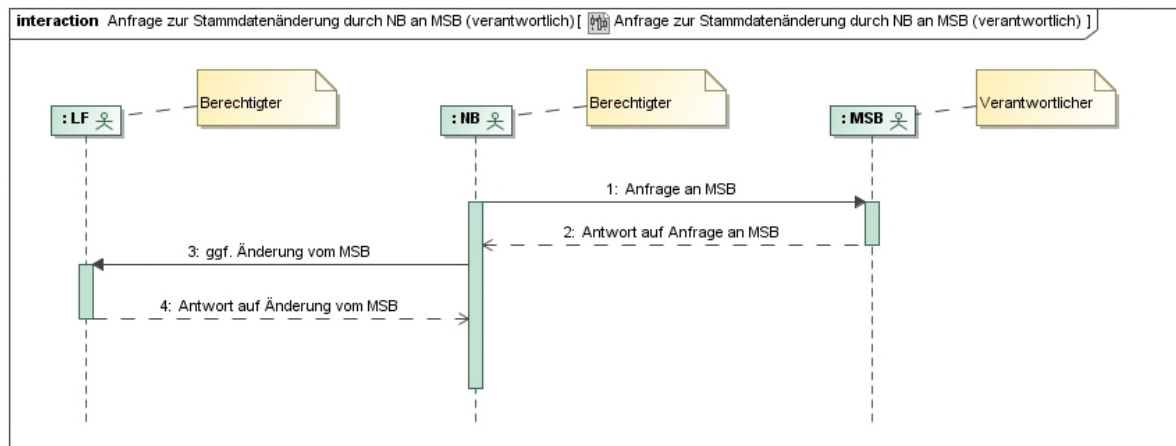 interaction Anfrage zur Stammdatenänderung durch NB an MSB (verantwortlich)[ Anfrage zur Stammdatenänderung durch NB an MSB (verantwortlich) ]
Berechtigter
Berechtigter
Verantwortlicher
: LF
: NB
: MSB
1: Anfrage an MSB
2: Antwort auf Anfrage an MSB
3: ggf. Änderung vom MSB
4: Antwort auf Änderung vom MSB